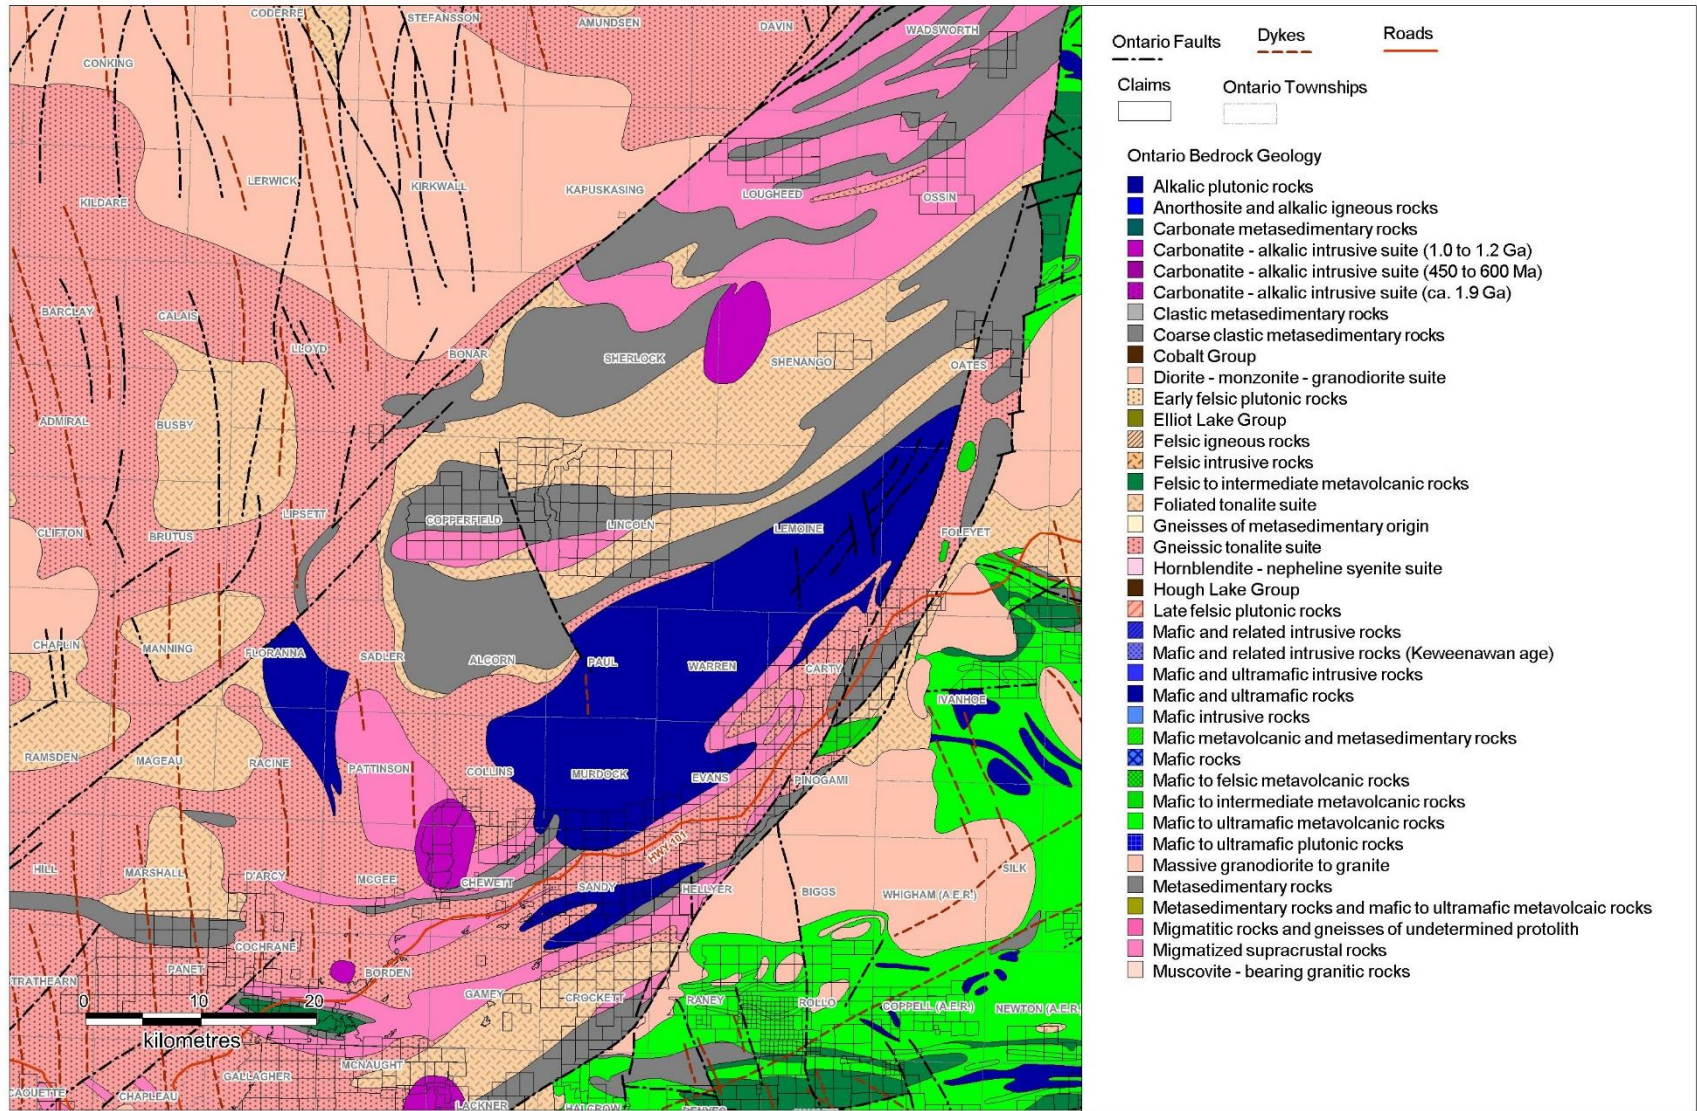 CODERRE
STEFANSSON
AMUNDSEN
DAVIN
WADSWORTH
CONKING
KILDARE
LERWICK
KIRKWALL
KAPUSKASING
LOUGHEED
OSSIN
BARCLAY
CALAIS
LLOYD
BONAR
SHERLOCK
SHENANGO
OATES
ADMIRAL
BUSBY
CLIFTON
BRUTUS
LIPSETT
COPPERFIELD
LINCOLN
LEMOINE
FOLEYET
CHAPLIN
MANNING
FLORANNA
SADLER
ALCORN
PAUL
WARREN
CARTY
IVANHOE
RAMSDEN
MAGEAU
RACINE
PATTINSON
COLLINS
MURDOCK
EVANS
PINOGAMI
HWY 101
HILL
MARSHALL
D'ARCY
MCGEE
CHEWETT
SANDY
HELLYER
BIGGS
WHIGHAM (A.E.R.)
SILK
COCHRANE
TRATHEARN
PANET
BORDEN
GAMEY
CROCKETT
RANEY
ROLLO
COPPELL (A.E.R.)
NEWTON (A.E.R.
0 10 20
kilometres
MCNAUGHT
GALLAGHER
CAQUETTE
CHAPLEAU
LACKNER
HALCROW
DENYES
Ontario Faults
Dykes
Roads
Claims
Ontario Townships
Ontario Bedrock Geology
Alkalic plutonic rocks
Anorthosite and alkalic igneous rocks
Carbonate metasedimentary rocks
Carbonatite - alkalic intrusive suite (1.0 to 1.2 Ga)
Carbonatite - alkalic intrusive suite (450 to 600 Ma)
Carbonatite - alkalic intrusive suite (ca. 1.9 Ga)
Clastic metasedimentary rocks
Coarse clastic metasedimentary rocks
Cobalt Group
Diorite - monzonite - granodiorite suite
Early felsic plutonic rocks
Elliot Lake Group
Felsic igneous rocks
Felsic intrusive rocks
Felsic to intermediate metavolcanic rocks
Foliated tonalite suite
Gneisses of metasedimentary origin
Gneissic tonalite suite
Hornblendite - nepheline syenite suite
Hough Lake Group
Late felsic plutonic rocks
Mafic and related intrusive rocks
Mafic and related intrusive rocks (Keweenawan age)
Mafic and ultramafic intrusive rocks
Mafic and ultramafic rocks
Mafic intrusive rocks
Mafic metavolcanic and metasedimentary rocks
Mafic rocks
Mafic to felsic metavolcanic rocks
Mafic to intermediate metavolcanic rocks
Mafic to ultramafic metavolcanic rocks
Mafic to ultramafic plutonic rocks
Massive granodiorite to granite
Metasedimentary rocks
Metasedimentary rocks and mafic to ultramafic metavolcaic rocks
Migmatitic rocks and gneisses of undetermined protolith
Migmatized supracrustal rocks
Muscovite - bearing granitic rocks